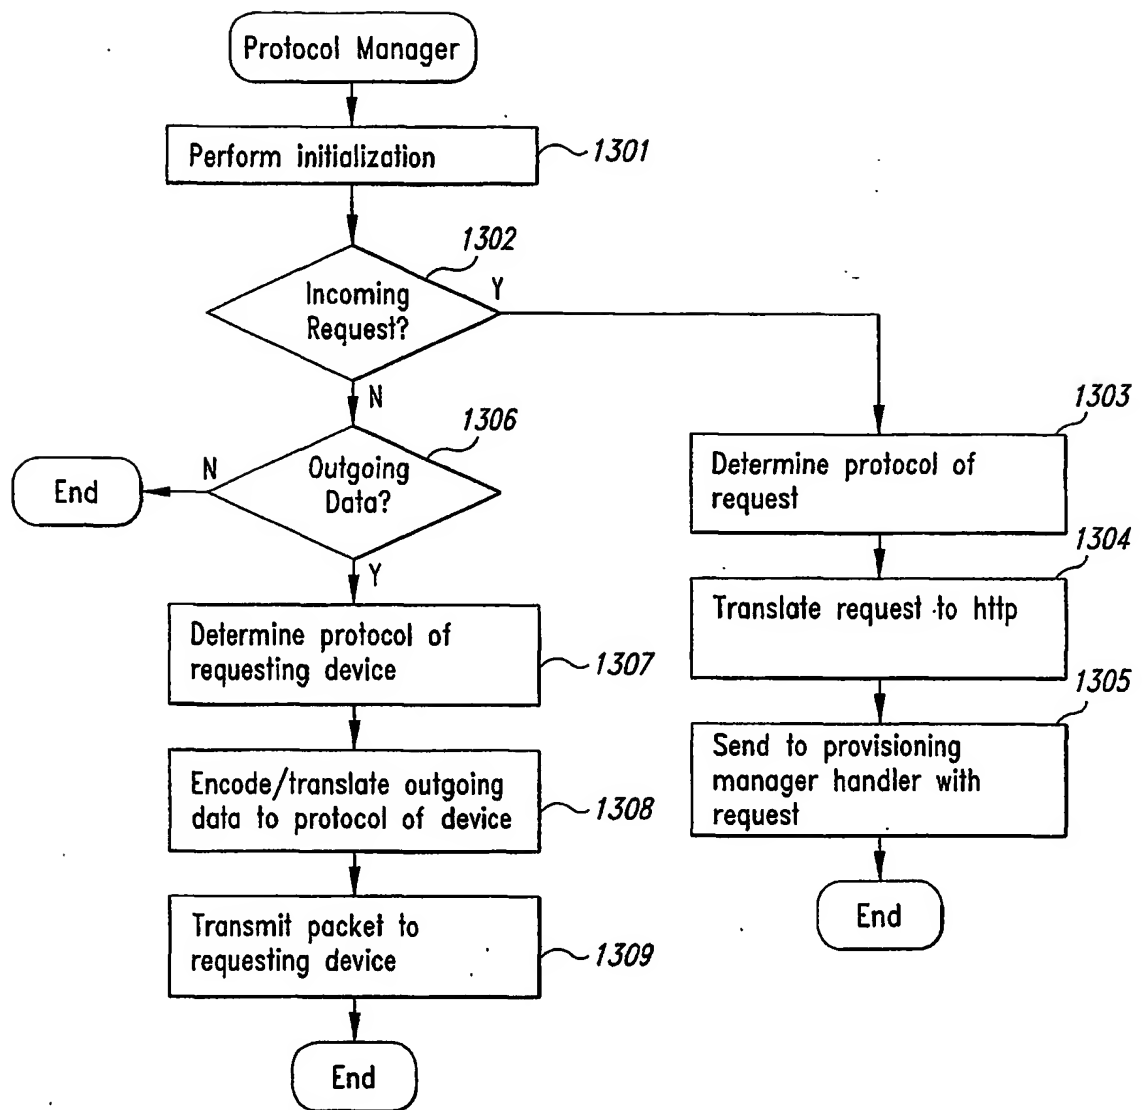 Protocol Manager
Perform initialization
1301
1302
Incoming
Request?
Y
N
1306
Outgoing
Data?
N
End
Y
Determine protocol of
requesting device
1307
Encode/translate outgoing
data to protocol of device
1308
Transmit packet to
requesting device
1309
End
1303
Determine protocol of
request
1304
Translate request to http
1305
Send to provisioning
manager handler with
request
End